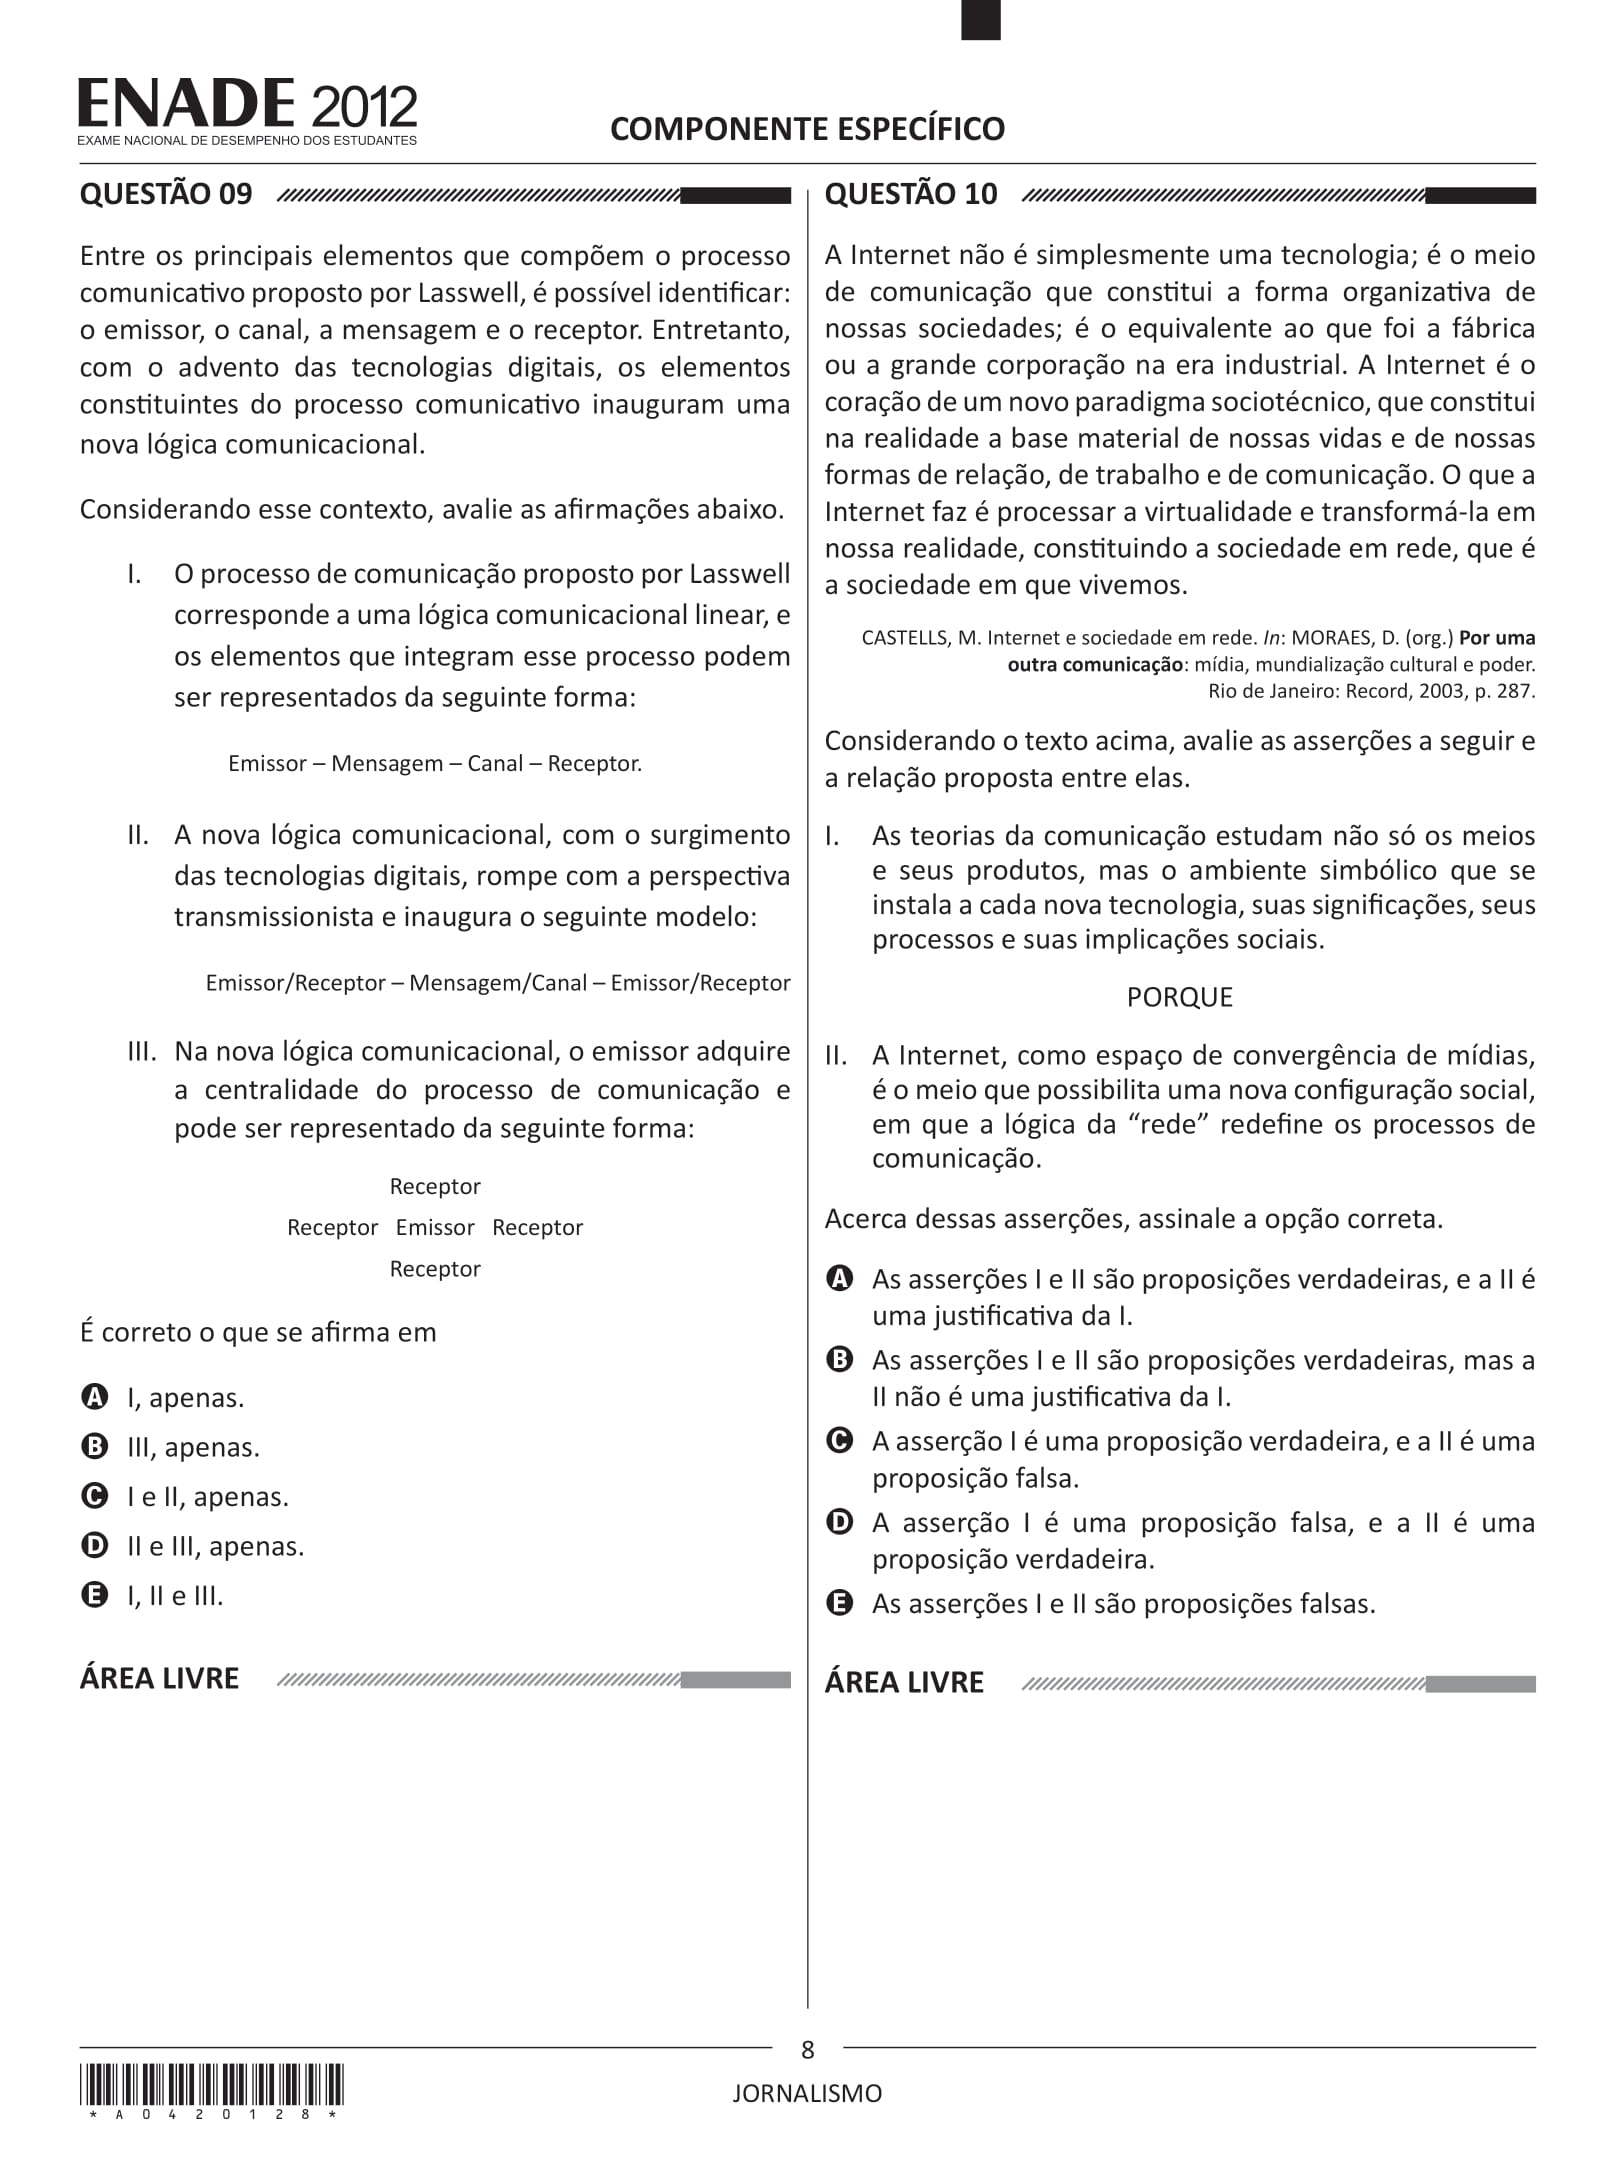 ENADE 2012
EXAME NACIONAL DE DESEMPENHO DOS ESTUDANTES
COMPONENTE ESPECÍFICO
QUESTÃO 09
Entre os principais elementos que compõem o processo
comunicativo proposto por Lasswell, é possível identificar:
o emissor, o canal, a mensagem e o receptor. Entretanto,
com o advento das tecnologias digitais, os elementos
constituintes do processo comunicativo inauguram uma
nova lógica comunicacional.
Considerando esse contexto, avalie as afirmações abaixo.
I. O processo de comunicação proposto por Lasswell
corresponde a uma lógica comunicacional linear, e
os elementos que integram esse processo podem
ser representados da seguinte forma:
Emissor – Mensagem – Canal – Receptor.
II. A nova lógica comunicacional, com o surgimento
das tecnologias digitais, rompe com a perspectiva
transmissionista e inaugura o seguinte modelo:
Emissor/Receptor – Mensagem/Canal – Emissor/Receptor
III. Na nova lógica comunicacional, o emissor adquire
a centralidade do processo de comunicação e
pode ser representado da seguinte forma:
Receptor
Receptor Emissor Receptor
Receptor
É correto o que se afirma em
A I, apenas.
B III, apenas.
C I e II, apenas.
D II e III, apenas.
E I, II e III.
ÁREA LIVRE
QUESTÃO 10
A Internet não é simplesmente uma tecnologia; é o meio
de comunicação que constitui a forma organizativa de
nossas sociedades; é o equivalente ao que foi a fábrica
ou a grande corporação na era industrial. A Internet é o
coração de um novo paradigma sociotécnico, que constitui
na realidade a base material de nossas vidas e de nossas
formas de relação, de trabalho e de comunicação. O que a
Internet faz é processar a virtualidade e transformá-la em
nossa realidade, constituindo a sociedade em rede, que é
a sociedade em que vivemos.
CASTELLS, M. Internet e sociedade em rede. In: MORAES, D. (org.) Por uma
outra comunicação: mídia, mundialização cultural e poder.
Rio de Janeiro: Record, 2003, p. 287.
Considerando o texto acima, avalie as asserções a seguir e
a relação proposta entre elas.
I. As teorias da comunicação estudam não só os meios
e seus produtos, mas o ambiente simbólico que se
instala a cada nova tecnologia, suas significações, seus
processos e suas implicações sociais.
PORQUE
II. A Internet, como espaço de convergência de mídias,
é o meio que possibilita uma nova configuração social,
em que a lógica da “rede” redefine os processos de
comunicação.
Acerca dessas asserções, assinale a opção correta.
A As asserções I e II são proposições verdadeiras, e a II é
uma justificativa da I.
B As asserções I e II são proposições verdadeiras, mas a
II não é uma justificativa da I.
C A asserção I é uma proposição verdadeira, e a II é uma
proposição falsa.
D A asserção I é uma proposição falsa, e a II é uma
proposição verdadeira.
E As asserções I e II são proposições falsas.
ÁREA LIVRE
8
JORNALISMO
* A 0 4 2 0 1 2 8 *